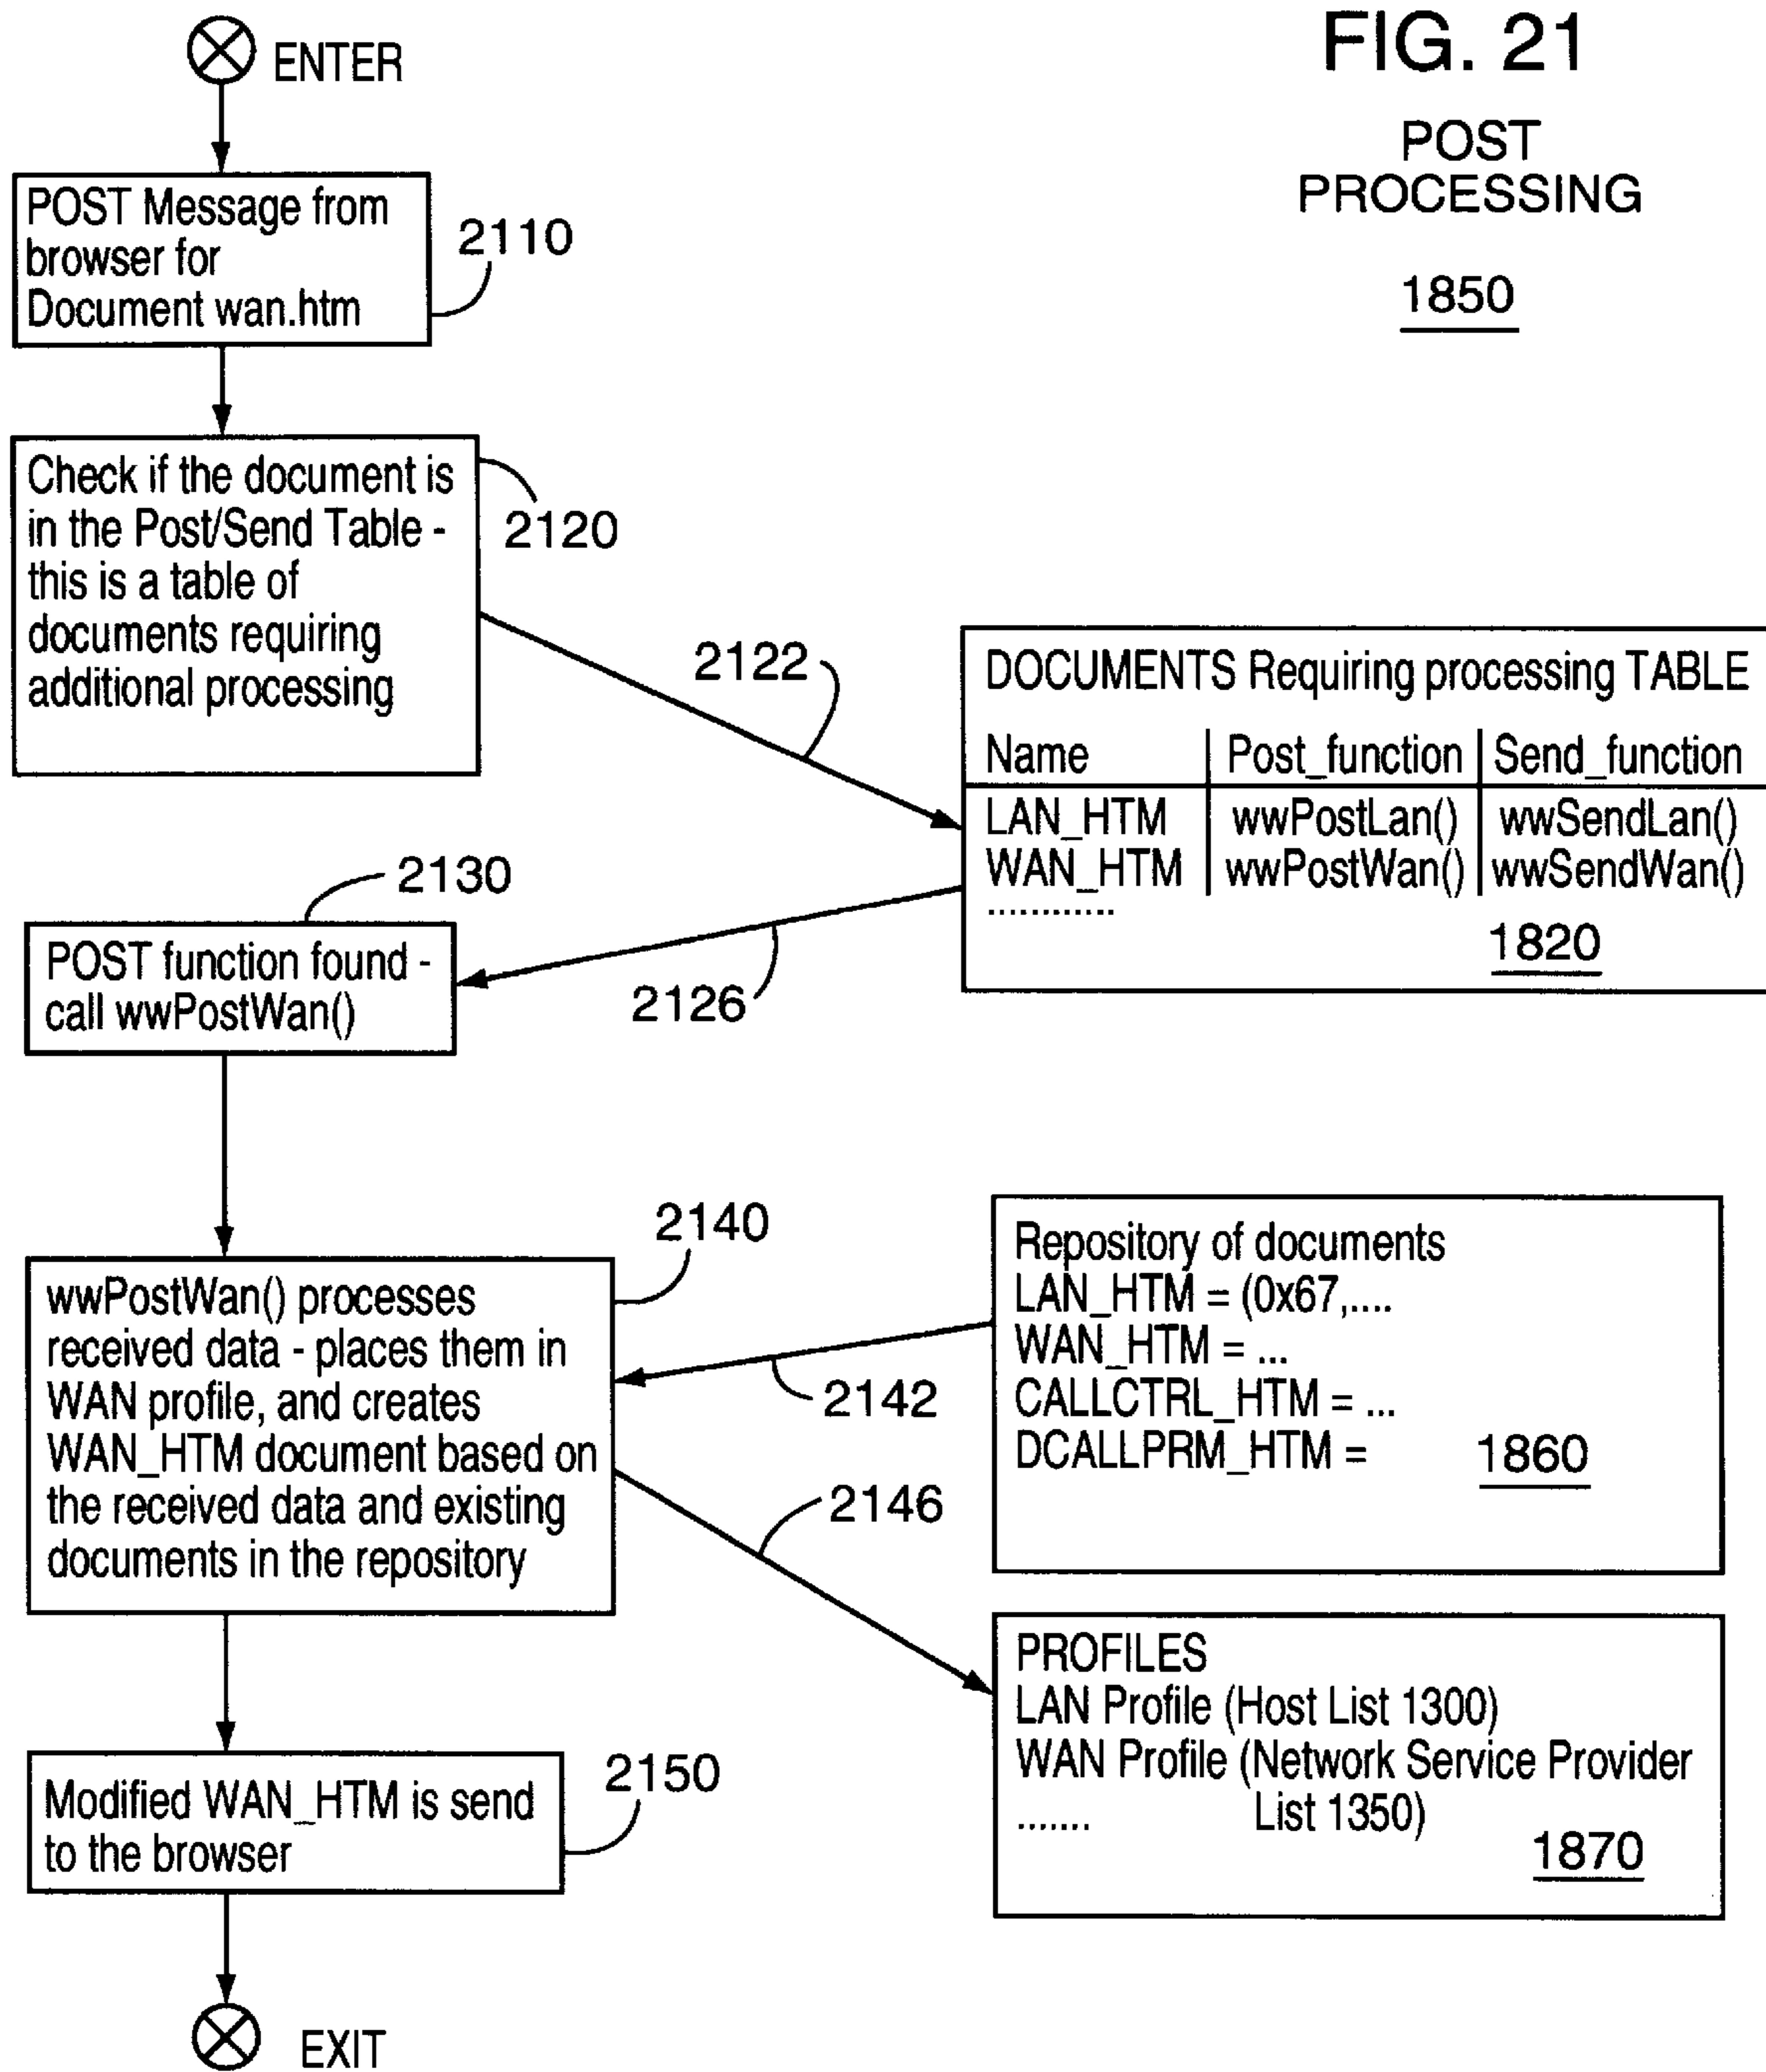 FIG. 21
POST
PROCESSING
1850
ENTER
POST Message from
browser for
Document wan.htm
2110
Check if the document is
in the Post/Send Table -
this is a table of
documents requiring
additional processing
2120
2122
DOCUMENTS Requiring processing TABLE
Name Post_function Send_function
LAN_HTM wwPostLan() wwSendLan()
WAN_HTM wwPostWan() wwSendWan()
............
1820
2126
2130
POST function found -
call wwPostWan()
2140
wwPostWan() processes
received data - places them in
WAN profile, and creates
WAN_HTM document based on
the received data and existing
documents in the repository
2142
Repository of documents
LAN_HTM = (0x67,....
WAN_HTM = ...
CALLCTRL_HTM = ...
DCALLPRM_HTM =
1860
2146
PROFILES
LAN Profile (Host List 1300)
WAN Profile (Network Service Provider
....... List 1350)
1870
Modified WAN_HTM is send
to the browser
2150
EXIT